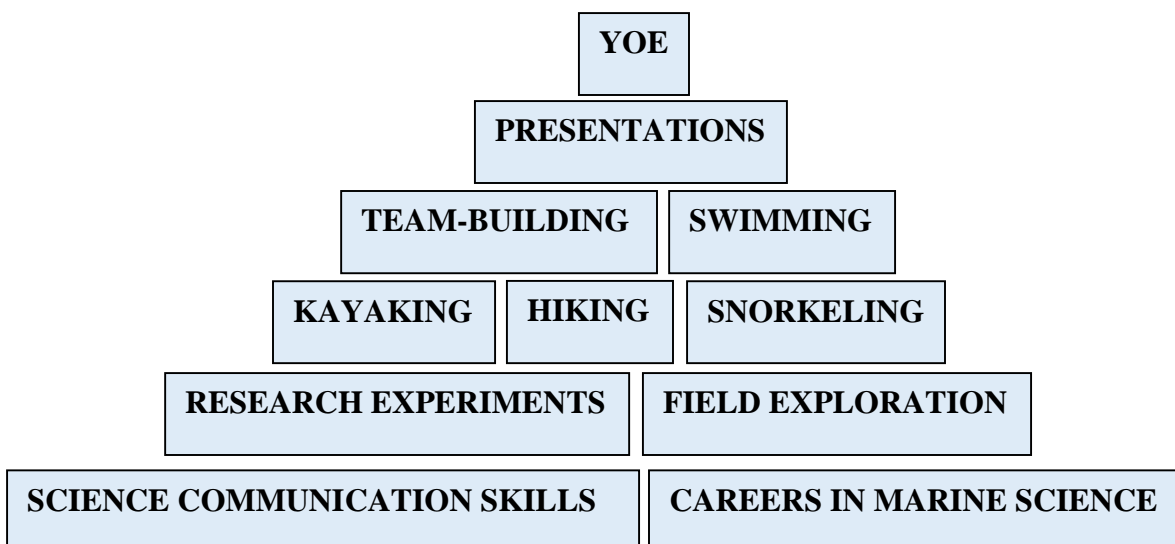 YOE
PRESENTATIONS
TEAM-BUILDING SWIMMING
KAYAKING HIKING SNORKELING
RESEARCH EXPERIMENTS FIELD EXPLORATION
SCIENCE COMMUNICATION SKILLS CAREERS IN MARINE SCIENCE